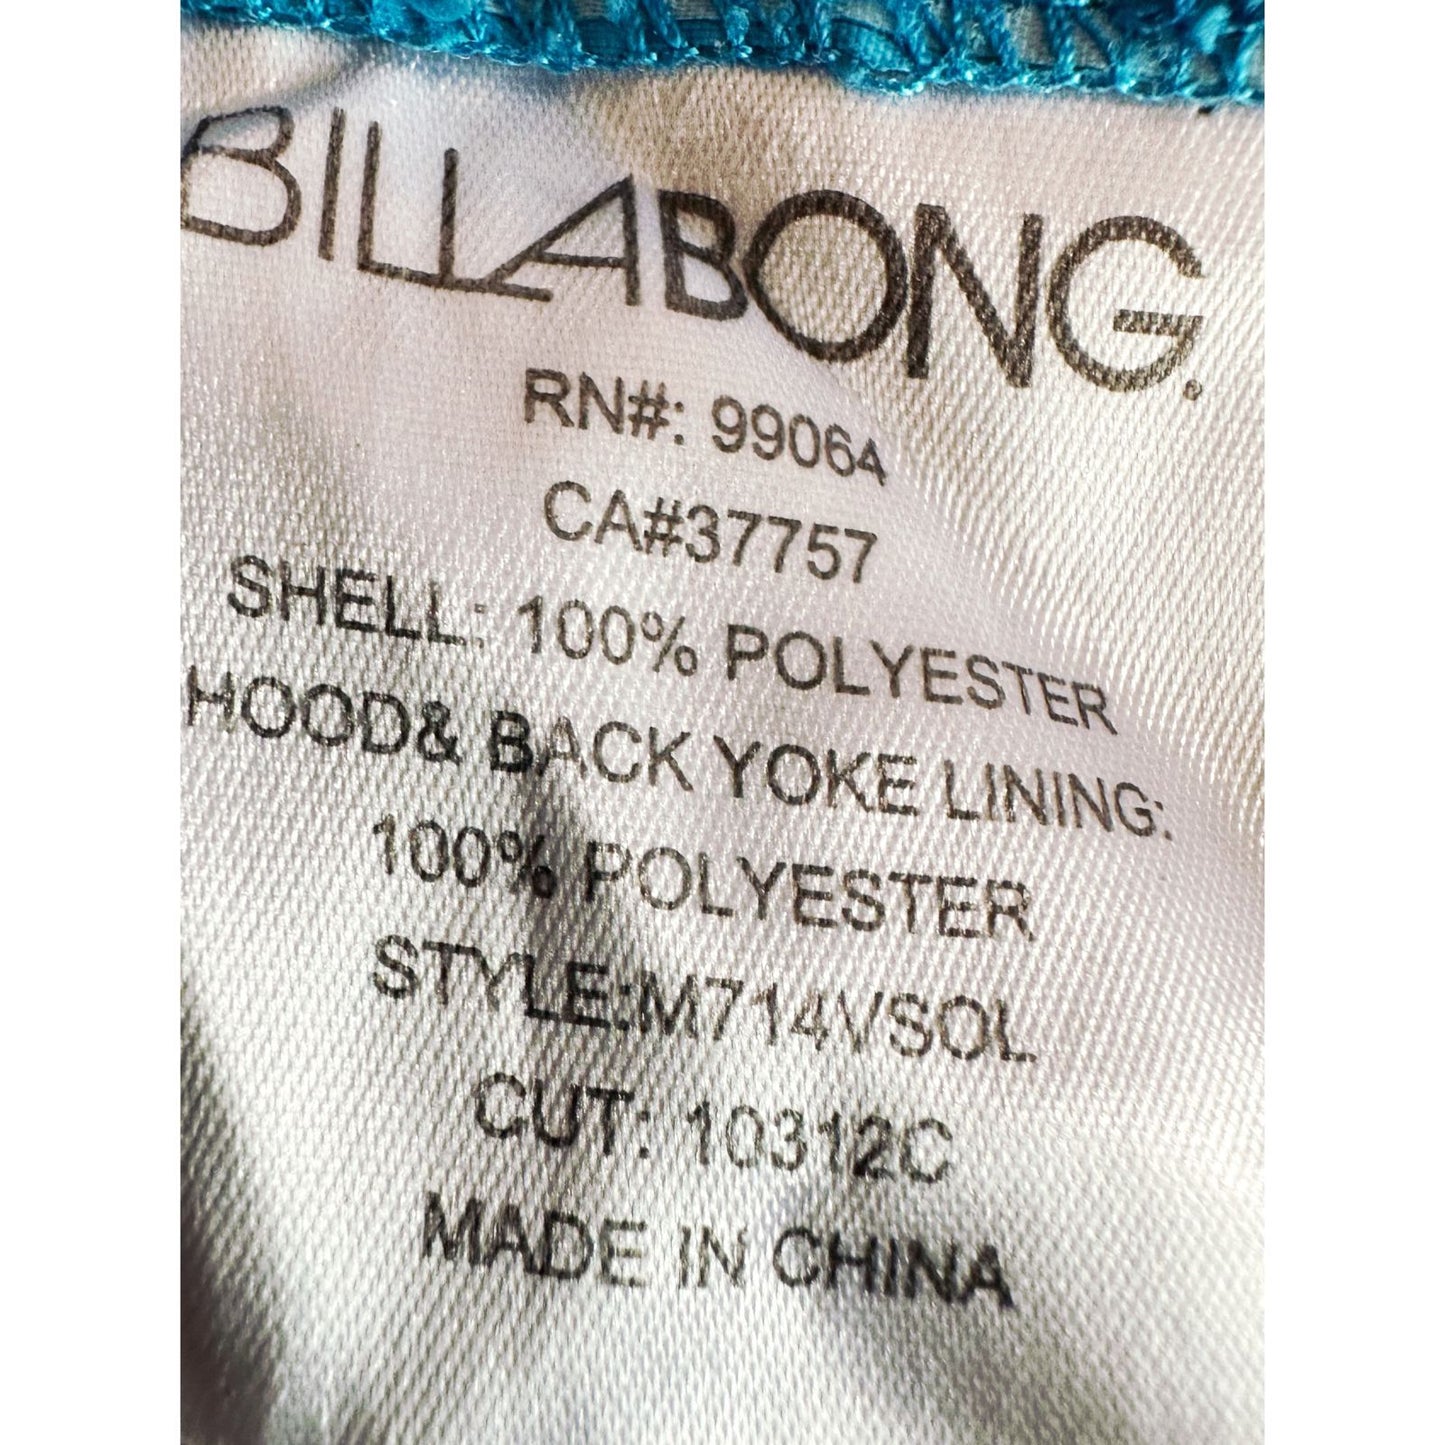 BILLABONG®
RN#: 99064
CA#37757
SHELL: 100% POLYESTER
HOOD& BACK YOKE LINING:
100% POLYESTER
STYLE:M714VSOL
CUT: 10312C
MADE IN CHINA